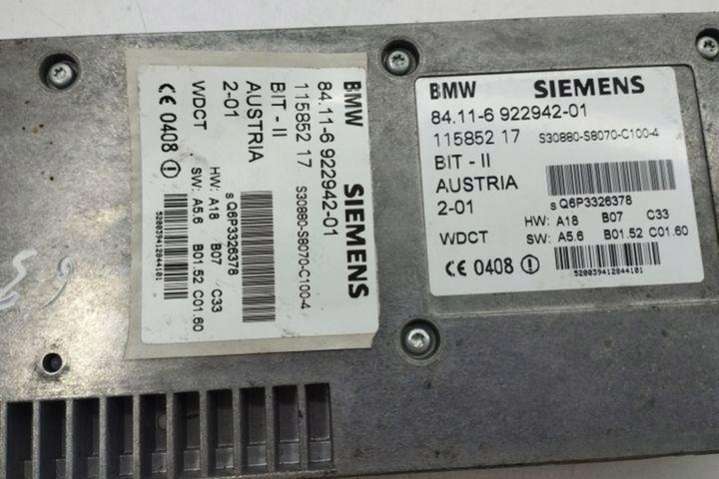 BMW SIEMENS
84.11-6 922942-01
115852 17 S30880-S8070-C100-4
BIT - II
AUSTRIA
2-01 s Q6P3326378
HW: A18 B07 C33
WDCT SW: A5.6 B01.52 C01.60
CE 0408 !
520039412044101
BMW SIEMENS
84.11-6 922942-01
115852 17 S30880-S8070-C100-4
BIT - II
AUSTRIA
2-01 s Q6P3326378
HW: A18 B07 C33
WDCT SW: A5.6 B01.52 C01.60
CE 0408 !
520039412044101